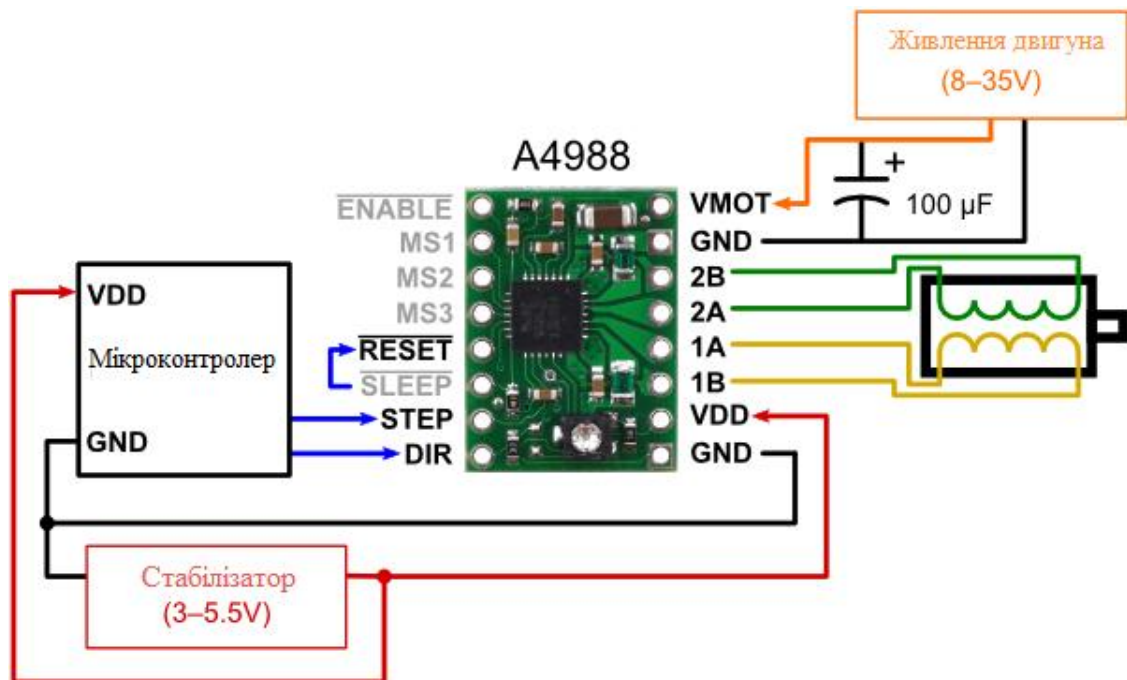 Живлення двигуна
(8–35V)
A4988
ENABLE
MS1
MS2
MS3
RESET
SLEEP
STEP
DIR
VMOT
GND
2B
2A
1A
1B
VDD
GND
+
100 µF
VDD
Мікроконтролер
GND
Стабілізатор
(3–5.5V)